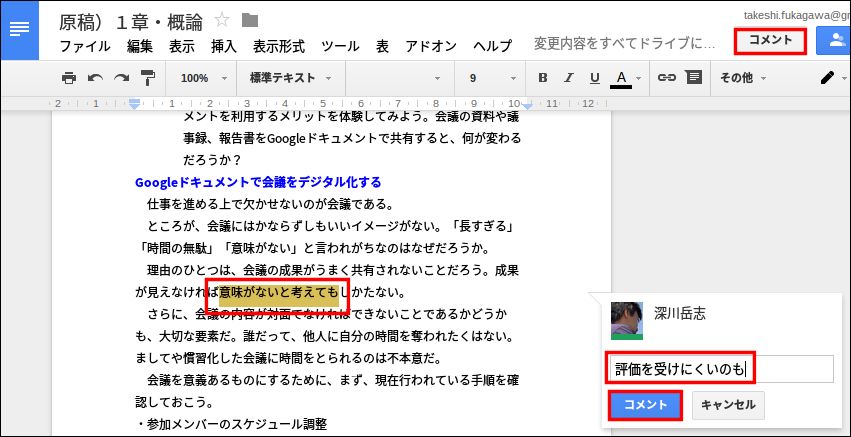 原稿）１章・概論
takeshi.fukagawa@gr
ファイル 編集 表示 挿入 表示形式 ツール 表 アドオン ヘルプ 変更内容をすべてドライブに… コメント
100% 標準テキスト 9 B I U A その他
2 1 1 2 3 4 5 6 7 8 9 10 11 12
メントを利用するメリットを体験してみよう。会議の資料や議
事録、報告書をGoogleドキュメントで共有すると、何が変わる
だろうか？
Googleドキュメントで会議をデジタル化する
仕事を進める上で欠かせないのが会議である。
ところが、会議にはかならずしもいいイメージがない。「長すぎる」
「時間の無駄」「意味がない」と言われがちなのはなぜだろうか。
理由のひとつは、会議の成果がうまく共有されないことだろう。成果
が見えなければ意味がないと考えてもしかたない。
さらに、会議の内容が対面でなければできないことであるかどうか
も、大切な要素だ。誰だって、他人に自分の時間を奪われたくはない。
ましてや慣習化した会議に時間をとられるのは不本意だ。
会議を意義あるものにするために、まず、現在行われている手順を確
認しておこう。
・参加メンバーのスケジュール調整
深川岳志
評価を受けにくいのも
コメント キャンセル